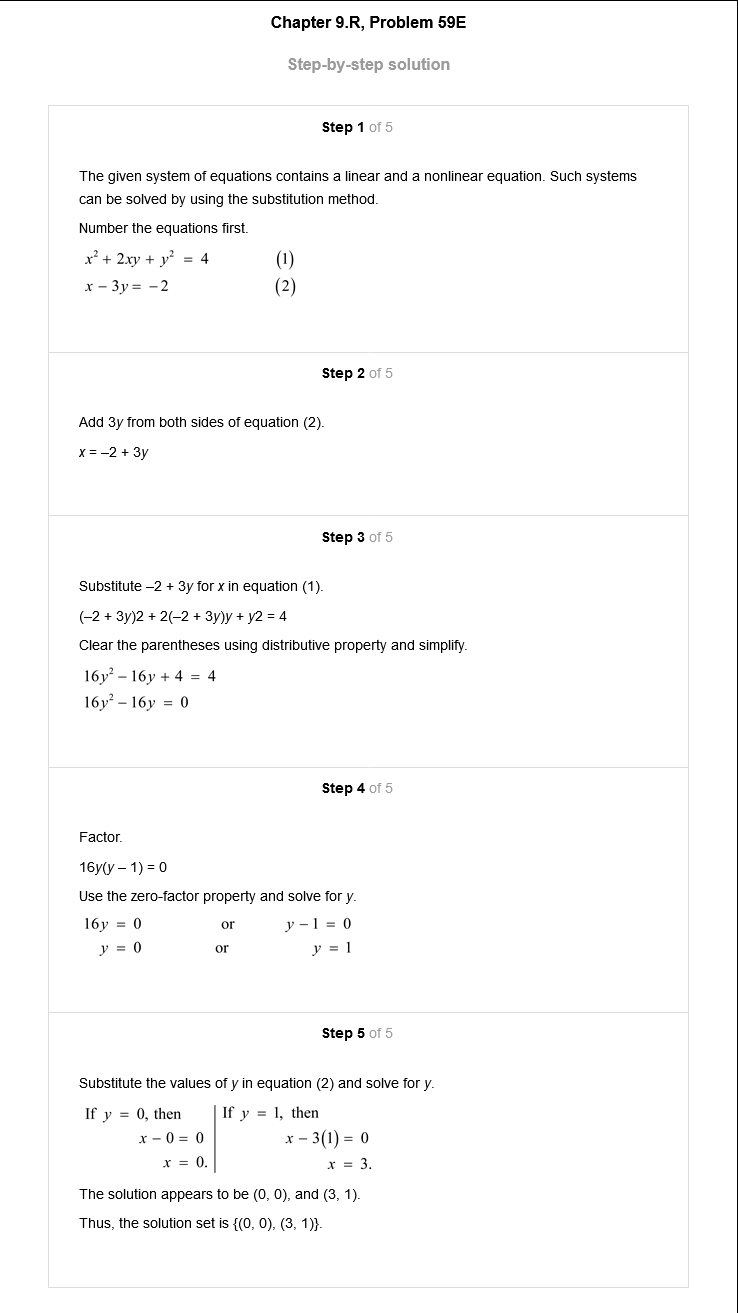 Chapter 9.R, Problem 59E
Step-by-step solution
Step 1 of 5
The given system of equations contains a linear and a nonlinear equation. Such systems
can be solved by using the substitution method.
Number the equations first.
x² + 2xy + y² = 4 (1)
x − 3y = −2 (2)
Step 2 of 5
Add 3y from both sides of equation (2).
x = –2 + 3y
Step 3 of 5
Substitute –2 + 3y for x in equation (1).
(–2 + 3y)2 + 2(–2 + 3y)y + y2 = 4
Clear the parentheses using distributive property and simplify.
16y² − 16y + 4 = 4
16y² − 16y = 0
Step 4 of 5
Factor.
16y(y – 1) = 0
Use the zero-factor property and solve for y.
16y = 0 or y − 1 = 0
y = 0 or y = 1
Step 5 of 5
Substitute the values of y in equation (2) and solve for y.
If y = 0, then | If y = 1, then
x − 0 = 0 | x − 3(1) = 0
x = 0. | x = 3.
The solution appears to be (0, 0), and (3, 1).
Thus, the solution set is {(0, 0), (3, 1)}.